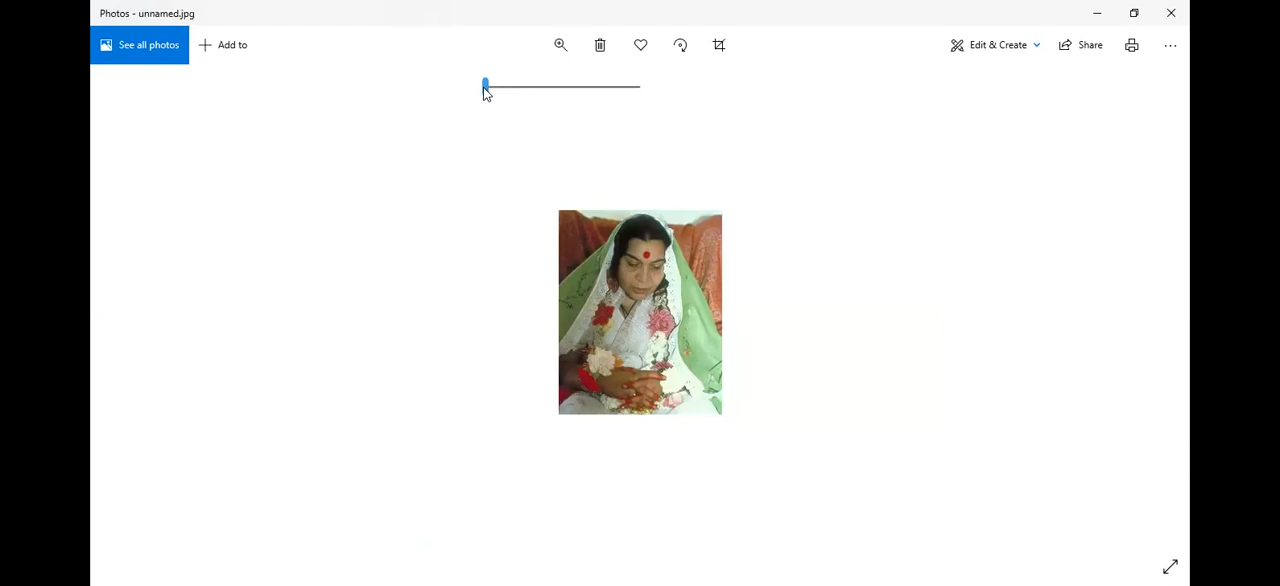 Photos - unnamed.jpg
See all photos
Add to
Edit & Create
Share